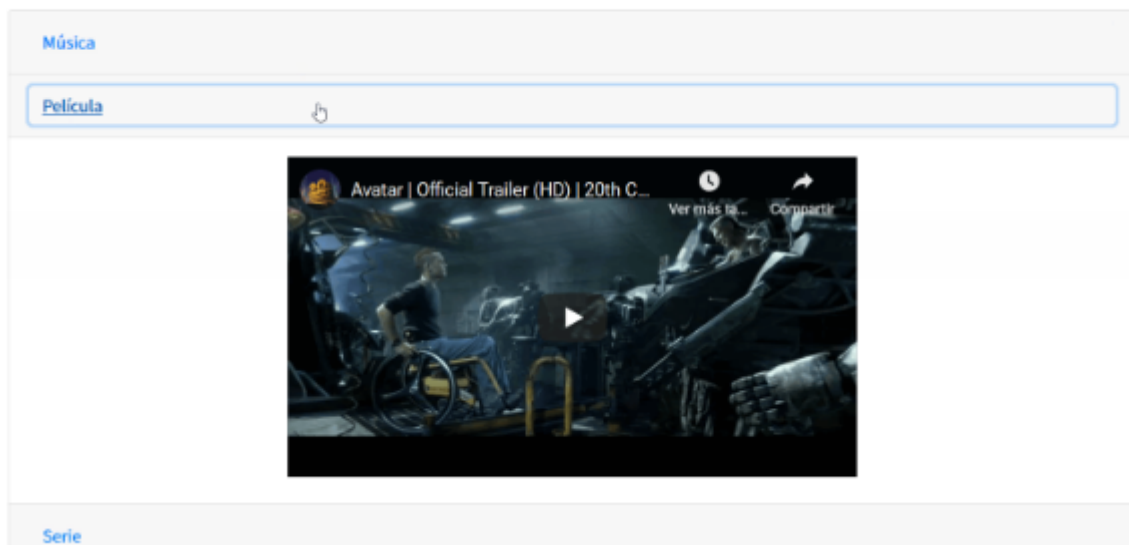 Música
Película
Avatar | Official Trailer (HD) | 20th C...
Ver más ta...
Compartir
Serie